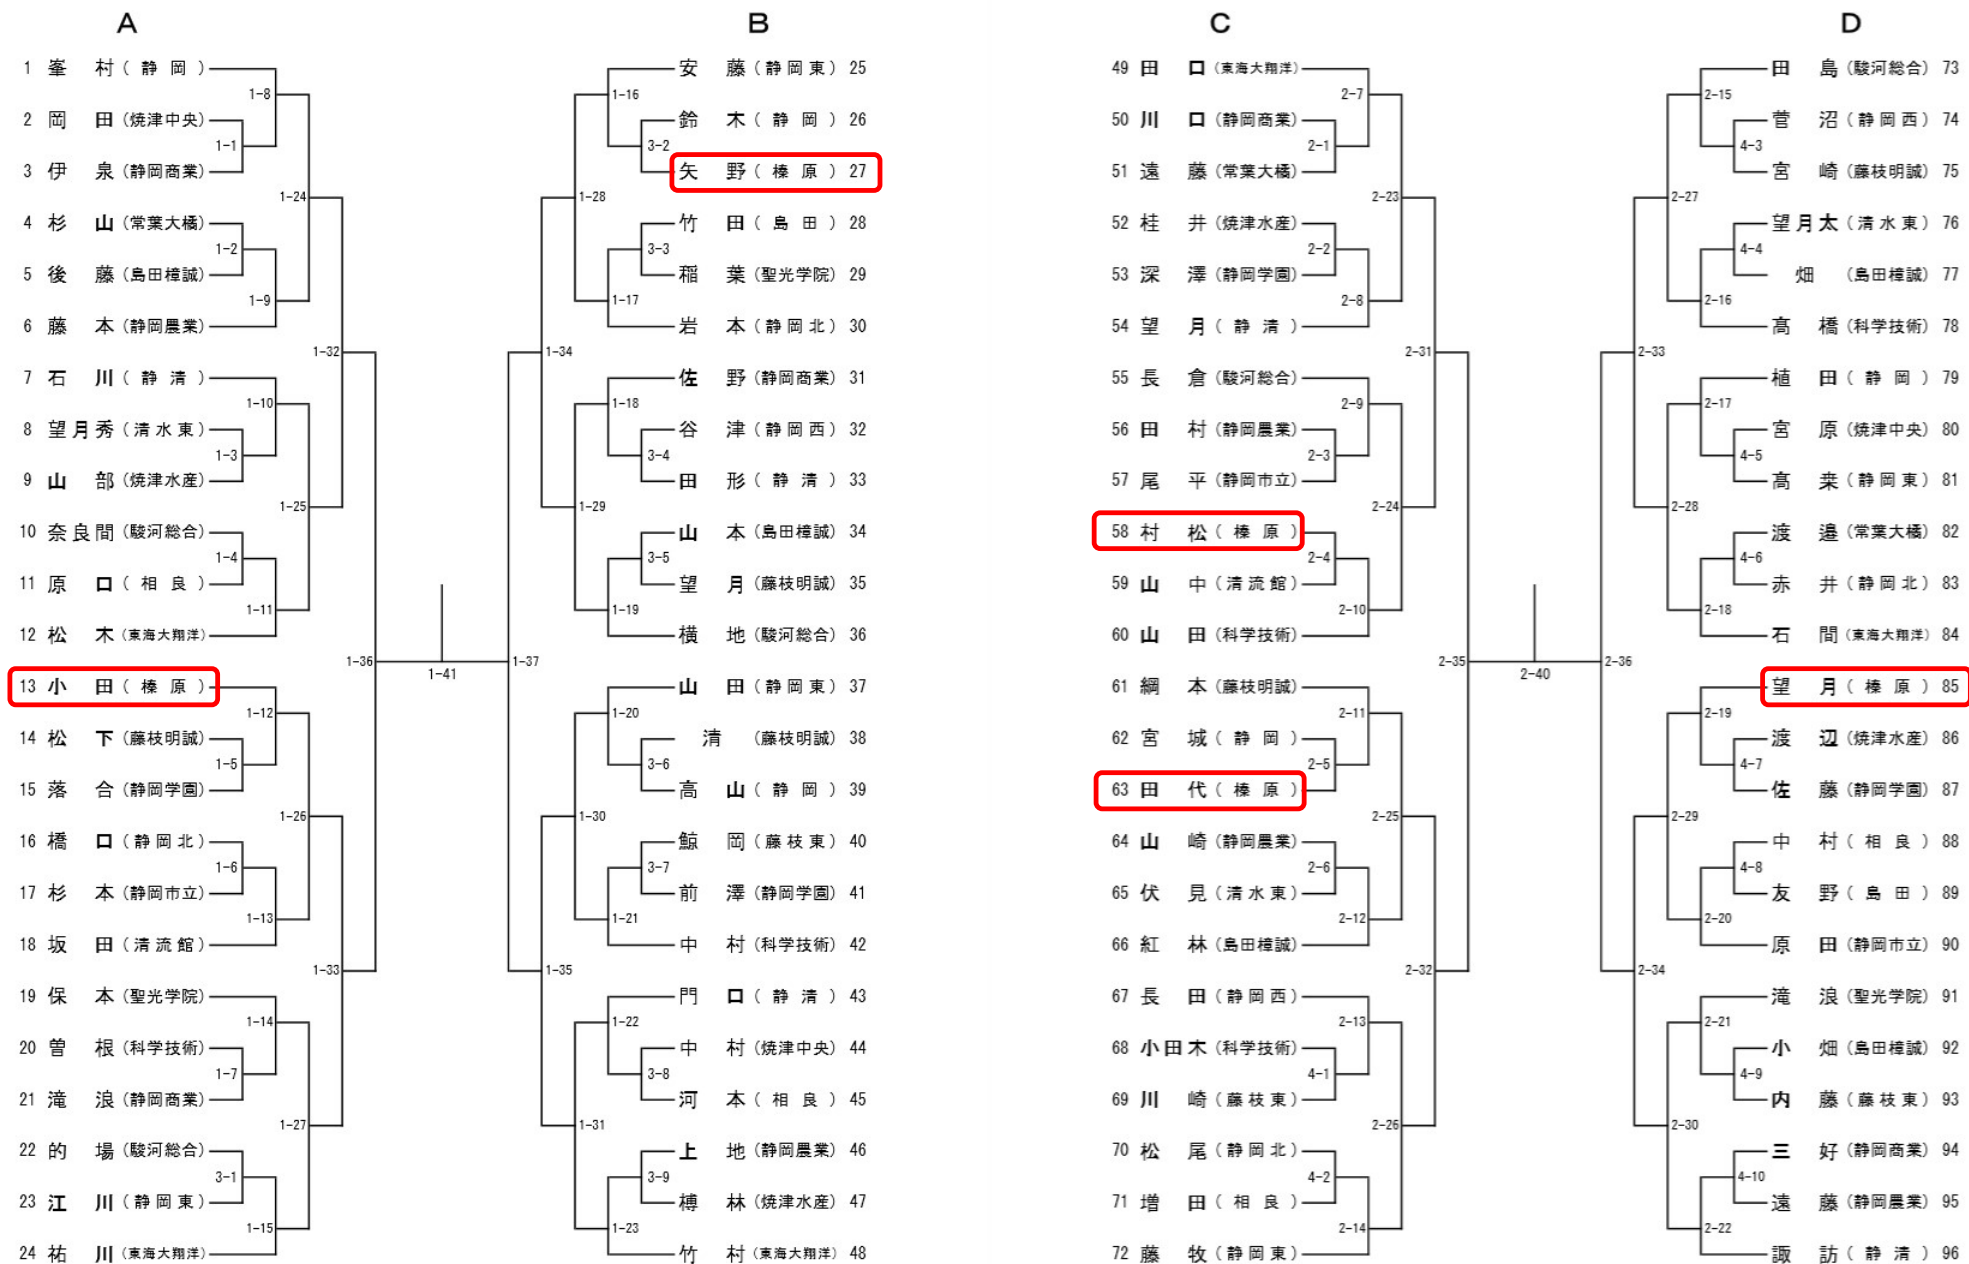 A
1 峯 村 ( 静 岡 )
2 岡 田 (焼津中央)
3 伊 泉 (静岡商業)
4 杉 山 (常葉大橘)
5 後 藤 (島田樟誠)
6 藤 本 (静岡農業)
7 石 川 ( 静 清 )
8 望月秀 ( 清 水 東 )
9 山 部 (焼津水産)
10 奈良間 (駿河総合)
11 原 口 ( 相 良 )
12 松 木 (東海大翔洋)
13 小 田 ( 榛 原 )
14 松 下 (藤枝明誠)
15 落 合 (静岡学園)
16 橋 口 ( 静 岡 北 )
17 杉 本 (静岡市立)
18 坂 田 ( 清 流 館 )
19 保 本 (聖光学院)
20 曽 根 (科学技術)
21 滝 浪 (静岡商業)
22 的 場 (駿河総合)
23 江 川 ( 静 岡 東 )
24 祐 川 (東海大翔洋)
1-8
1-1
1-24
1-2
1-9
1-32
1-10
1-3
1-25
1-4
1-11
1-36
1-12
1-5
1-26
1-6
1-13
1-33
1-14
1-7
1-27
3-1
1-15
1-41
B
安 藤 ( 静 岡 東 ) 25
鈴 木 ( 静 岡 ) 26
矢 野 ( 榛 原 ) 27
竹 田 ( 島 田 ) 28
稲 葉 (聖光学院) 29
岩 本 ( 静 岡 北 ) 30
佐 野 (静岡商業) 31
谷 津 ( 静 岡 西 ) 32
田 形 ( 静 清 ) 33
山 本 (島田樟誠) 34
望 月 (藤枝明誠) 35
横 地 (駿河総合) 36
山 田 ( 静 岡 東 ) 37
清 (藤枝明誠) 38
高 山 ( 静 岡 ) 39
鯨 岡 ( 藤 枝 東 ) 40
前 澤 (静岡学園) 41
中 村 (科学技術) 42
門 口 ( 静 清 ) 43
中 村 (焼津中央) 44
河 本 ( 相 良 ) 45
上 地 (静岡農業) 46
榑 林 (焼津水産) 47
竹 村 (東海大翔洋) 48
1-16
3-2
1-28
3-3
1-17
1-34
1-18
3-4
1-29
3-5
1-19
1-37
1-20
3-6
1-30
3-7
1-21
1-35
1-22
3-8
1-31
3-9
1-23
C
49 田 口 (東海大翔洋)
50 川 口 (静岡商業)
51 遠 藤 (常葉大橘)
52 桂 井 (焼津水産)
53 深 澤 (静岡学園)
54 望 月 ( 静 清 )
55 長 倉 (駿河総合)
56 田 村 (静岡農業)
57 尾 平 (静岡市立)
58 村 松 ( 榛 原 )
59 山 中 ( 清 流 館 )
60 山 田 (科学技術)
61 綱 本 (藤枝明誠)
62 宮 城 ( 静 岡 )
63 田 代 ( 榛 原 )
64 山 崎 (静岡農業)
65 伏 見 ( 清 水 東 )
66 紅 林 (島田樟誠)
67 長 田 ( 静 岡 西 )
68 小田木 (科学技術)
69 川 崎 ( 藤 枝 東 )
70 松 尾 ( 静 岡 北 )
71 増 田 ( 相 良 )
72 藤 牧 ( 静 岡 東 )
2-7
2-1
2-23
2-2
2-8
2-31
2-9
2-3
2-24
2-4
2-10
2-35
2-11
2-5
2-25
2-6
2-12
2-32
2-13
4-1
2-26
4-2
2-14
2-40
D
田 島 (駿河総合) 73
菅 沼 ( 静 岡 西 ) 74
宮 崎 (藤枝明誠) 75
望月太 ( 清 水 東 ) 76
畑 (島田樟誠) 77
髙 橋 (科学技術) 78
植 田 ( 静 岡 ) 79
宮 原 (焼津中央) 80
髙 桒 ( 静 岡 東 ) 81
渡 邉 (常葉大橘) 82
赤 井 ( 静 岡 北 ) 83
石 間 (東海大翔洋) 84
望 月 ( 榛 原 ) 85
渡 辺 (焼津水産) 86
佐 藤 (静岡学園) 87
中 村 ( 相 良 ) 88
友 野 ( 島 田 ) 89
原 田 (静岡市立) 90
滝 浪 (聖光学院) 91
小 畑 (島田樟誠) 92
内 藤 ( 藤 枝 東 ) 93
三 好 (静岡商業) 94
遠 藤 (静岡農業) 95
諏 訪 ( 静 清 ) 96
2-15
4-3
2-27
4-4
2-16
2-33
2-17
4-5
2-28
4-6
2-18
2-36
2-19
4-7
2-29
4-8
2-20
2-34
2-21
4-9
2-30
4-10
2-22